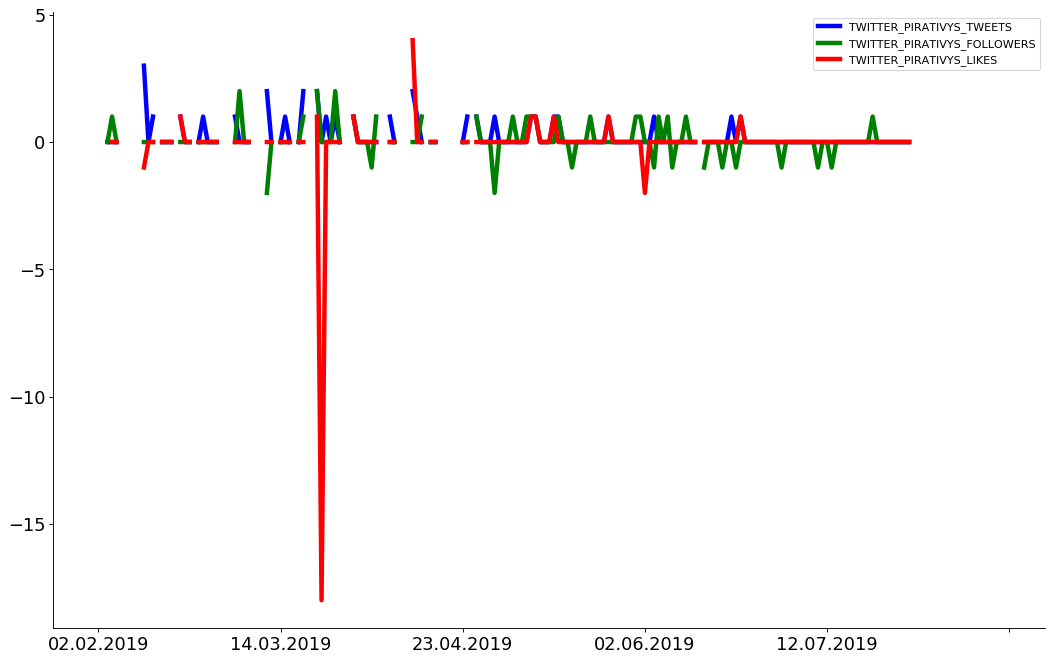 TWITTER_PIRATIVYS_TWEETS
TWITTER_PIRATIVYS_FOLLOWERS
TWITTER_PIRATIVYS_LIKES
5
0
−5
−10
−15
02.02.2019 14.03.2019 23.04.2019 02.06.2019 12.07.2019